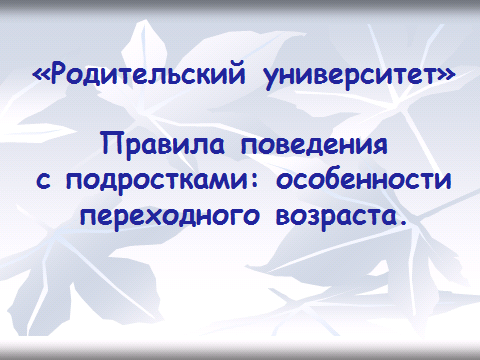 «Родительский университет»
Правила поведения
с подростками: особенности
переходного возраста.